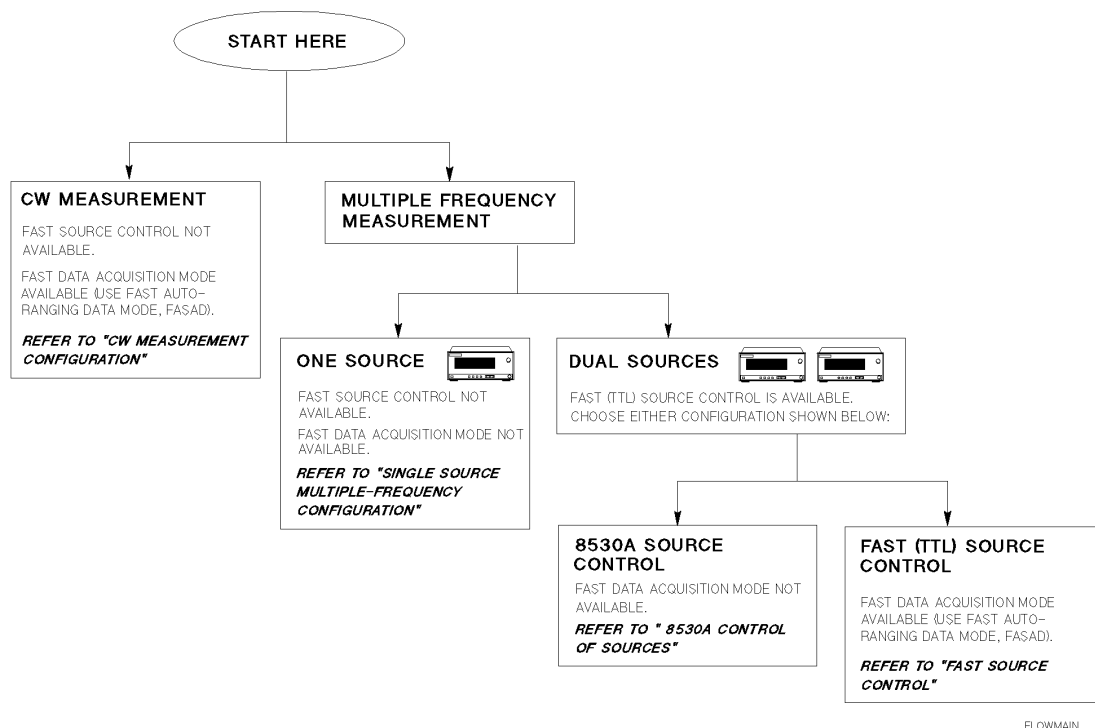 START HERE
CW MEASUREMENT
FAST SOURCE CONTROL NOT
AVAILABLE.
FAST DATA ACQUISITION MODE
AVAILABLE (USE FAST AUTO-
RANGING DATA MODE, FASAD).
REFER TO "CW MEASUREMENT
CONFIGURATION"
MULTIPLE FREQUENCY
MEASUREMENT
ONE SOURCE
FAST SOURCE CONTROL NOT
AVAILABLE.
FAST DATA ACQUISITION MODE NOT
AVAILABLE.
REFER TO "SINGLE SOURCE
MULTIPLE-FREQUENCY
CONFIGURATION"
DUAL SOURCES
FAST (TTL) SOURCE CONTROL IS AVAILABLE.
CHOOSE EITHER CONFIGURATION SHOWN BELOW:
8530A SOURCE
CONTROL
FAST DATA ACQUISITION MODE NOT
AVAILABLE.
REFER TO " 8530A CONTROL
OF SOURCES"
FAST (TTL) SOURCE
CONTROL
FAST DATA ACQUISITION MODE
AVAILABLE (USE FAST AUTO-
RANGING DATA MODE, FASAD).
REFER TO "FAST SOURCE
CONTROL"
FLOWMAIN